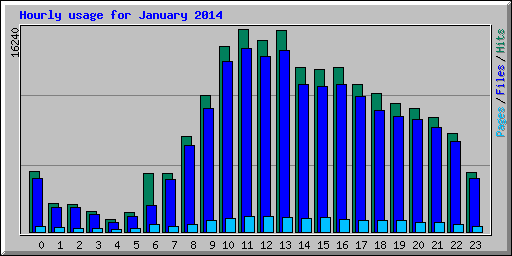 Hourly usage for January 2014
16240
Pages / Files / Hits
0 1 2 3 4 5 6 7 8 9 10 11 12 13 14 15 16 17 18 19 20 21 22 23